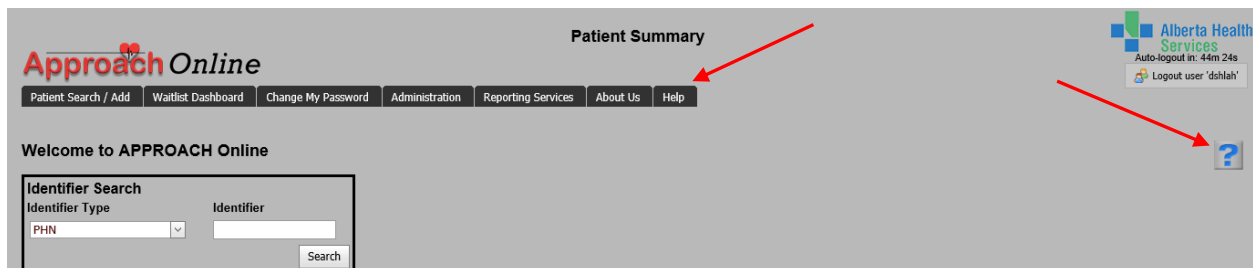 Patient Summary
Approach Online
Alberta Health
Services
Auto-logout in: 44m 24s
Logout user 'dshlah'
Patient Search / Add Waitlist Dashboard Change My Password Administration Reporting Services About Us Help
Welcome to APPROACH Online
?
Identifier Search
Identifier Type Identifier
PHN
Search